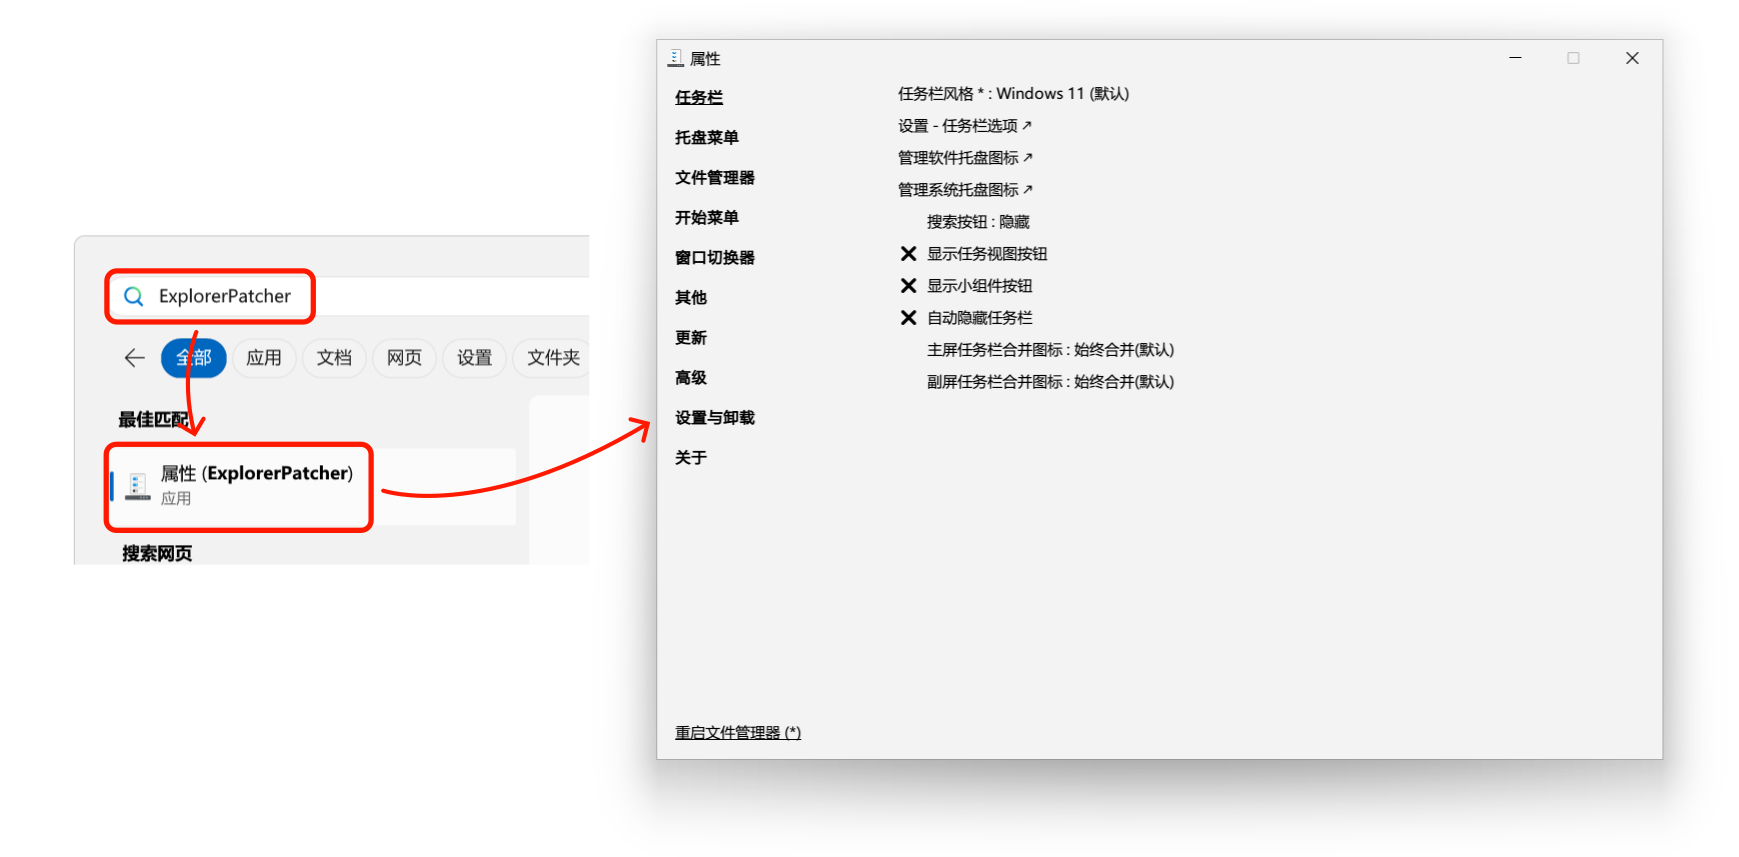 ExplorerPatcher
全部 应用 文档 网页 设置 文件夹
最佳匹配
属性 (ExplorerPatcher)
应用
搜索网页
属性
任务栏
托盘菜单
文件管理器
开始菜单
窗口切换器
其他
更新
高级
设置与卸载
关于
重启文件管理器 (*)
任务栏风格 * : Windows 11 (默认)
设置 - 任务栏选项 ↗
管理软件托盘图标 ↗
管理系统托盘图标 ↗
搜索按钮 : 隐藏
显示任务视图按钮
显示小组件按钮
自动隐藏任务栏
主屏任务栏合并图标 : 始终合并(默认)
副屏任务栏合并图标 : 始终合并(默认)